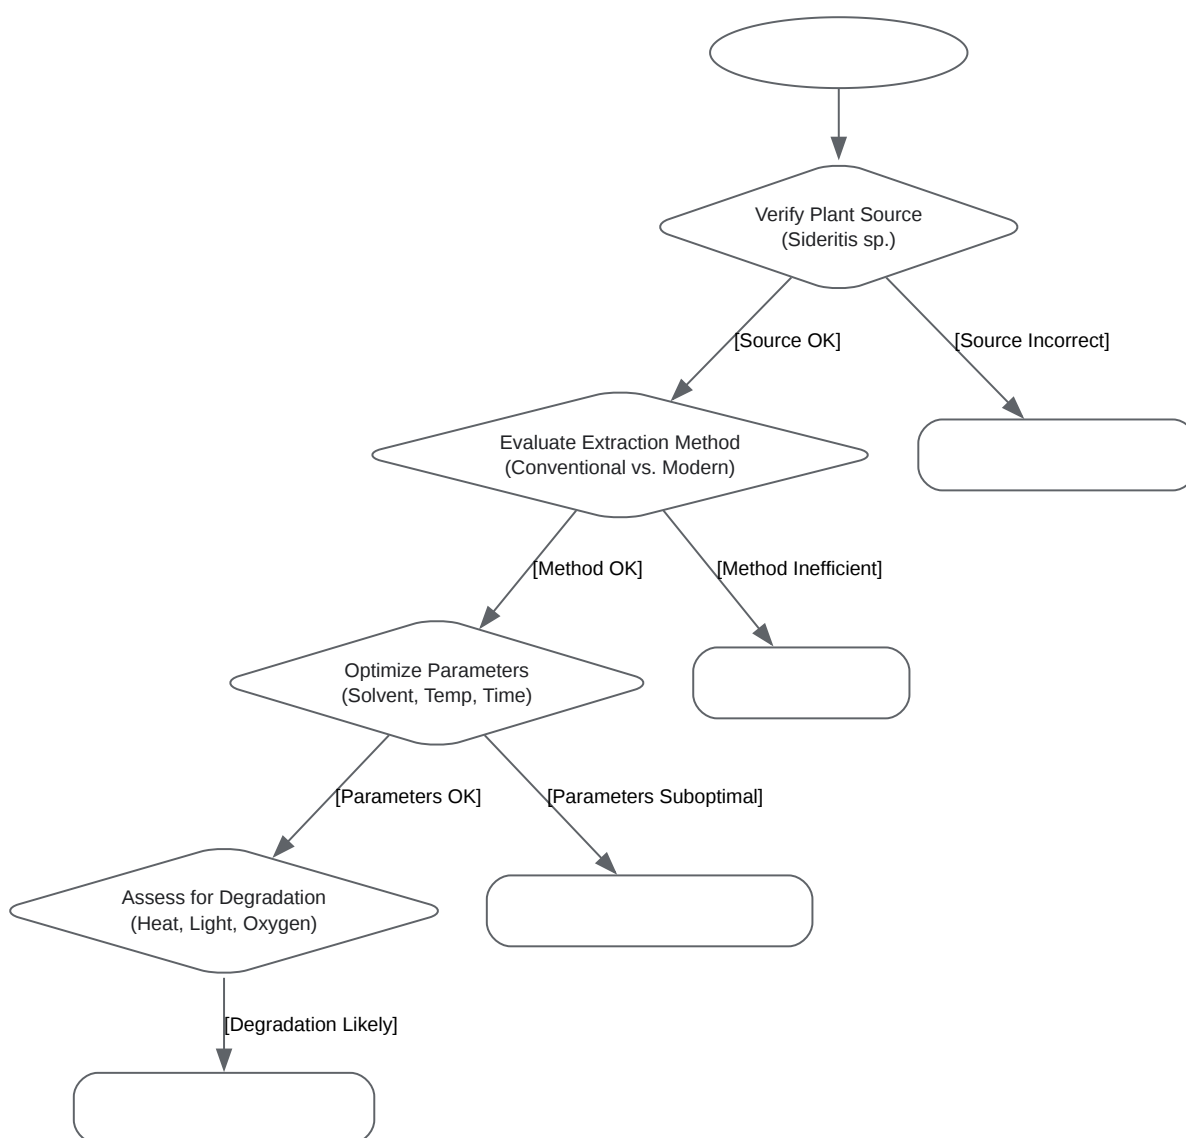 Verify Plant Source
(Sideritis sp.)
[Source OK]
[Source Incorrect]
Evaluate Extraction Method
(Conventional vs. Modern)
[Method OK]
[Method Inefficient]
Optimize Parameters
(Solvent, Temp, Time)
[Parameters OK]
[Parameters Suboptimal]
Assess for Degradation
(Heat, Light, Oxygen)
[Degradation Likely]